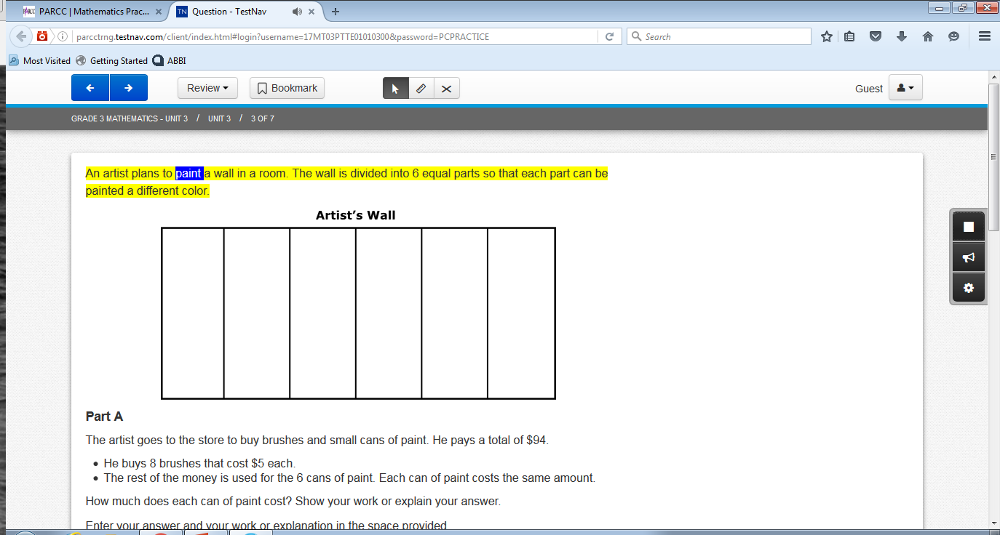 PARCC | Mathematics Prac...
TN Question - TestNav
parcctrng.testnav.com/client/index.html#login?username=17MT03PTTE01010300&password=PCPRACTICE
Search
Most Visited Getting Started ABBI
Review Bookmark Guest
GRADE 3 MATHEMATICS - UNIT 3 / UNIT 3 / 3 OF 7
An artist plans to paint a wall in a room. The wall is divided into 6 equal parts so that each part can be
painted a different color.
Artist's Wall
Part A
The artist goes to the store to buy brushes and small cans of paint. He pays a total of $94.
• He buys 8 brushes that cost $5 each.
• The rest of the money is used for the 6 cans of paint. Each can of paint costs the same amount.
How much does each can of paint cost? Show your work or explain your answer.
Enter your answer and your work or explanation in the space provided